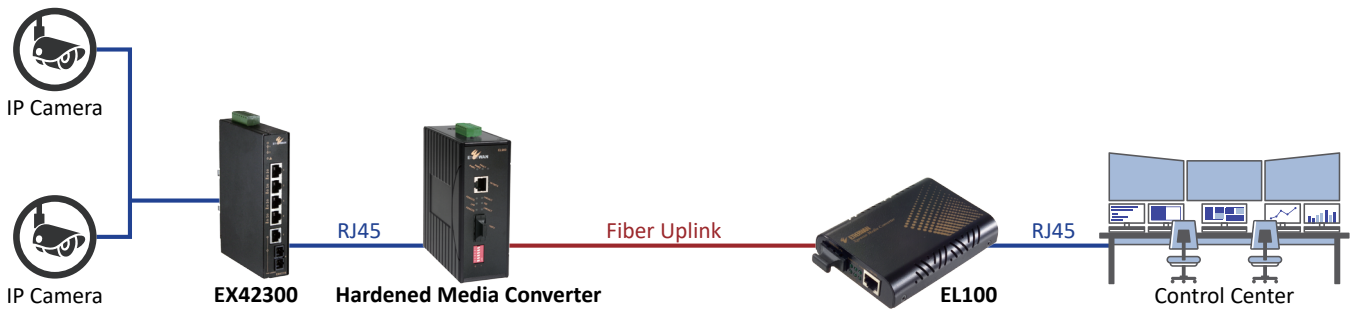 IP Camera
IP Camera
EX42300
RJ45
Hardened Media Converter
Fiber Uplink
EL100
RJ45
Control Center